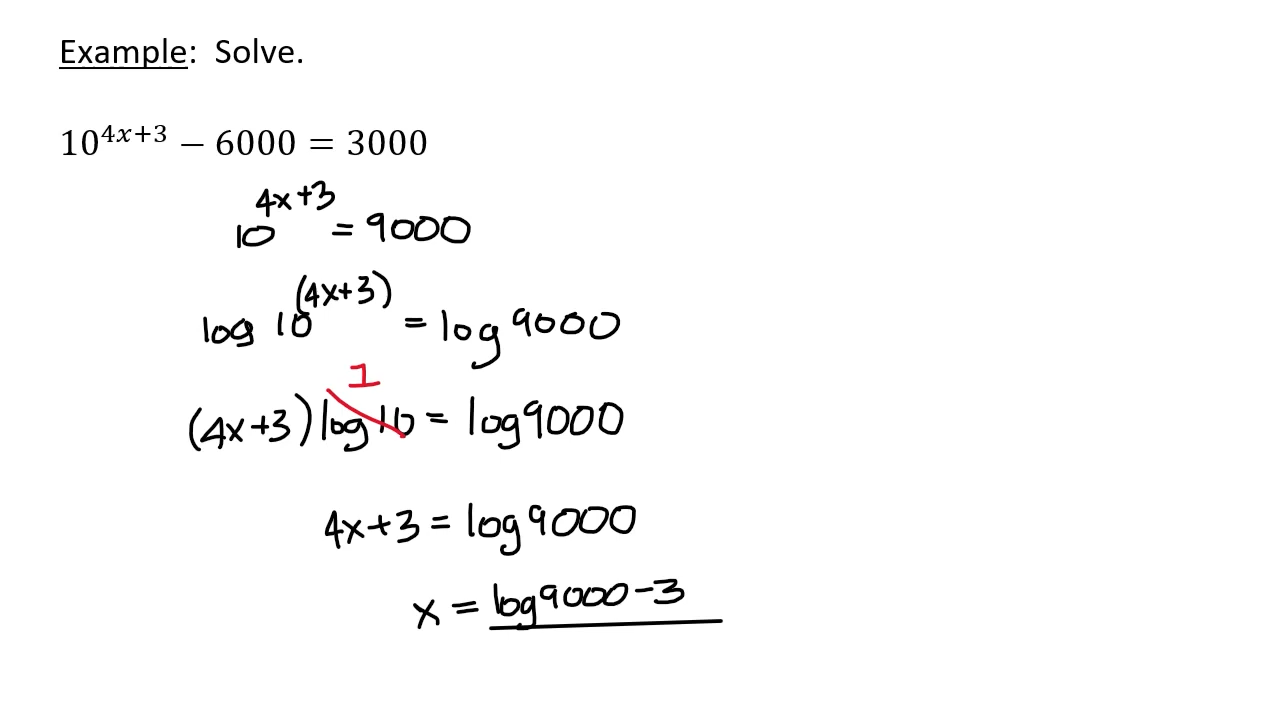 Example: Solve.
10^{4x+3} − 6000 = 3000
10^{4x+3} = 9000
log 10^{(4x+3)} = log 9000
1
(4x+3) log 10 = log 9000
4x+3 = log 9000
x = log 9000 − 3